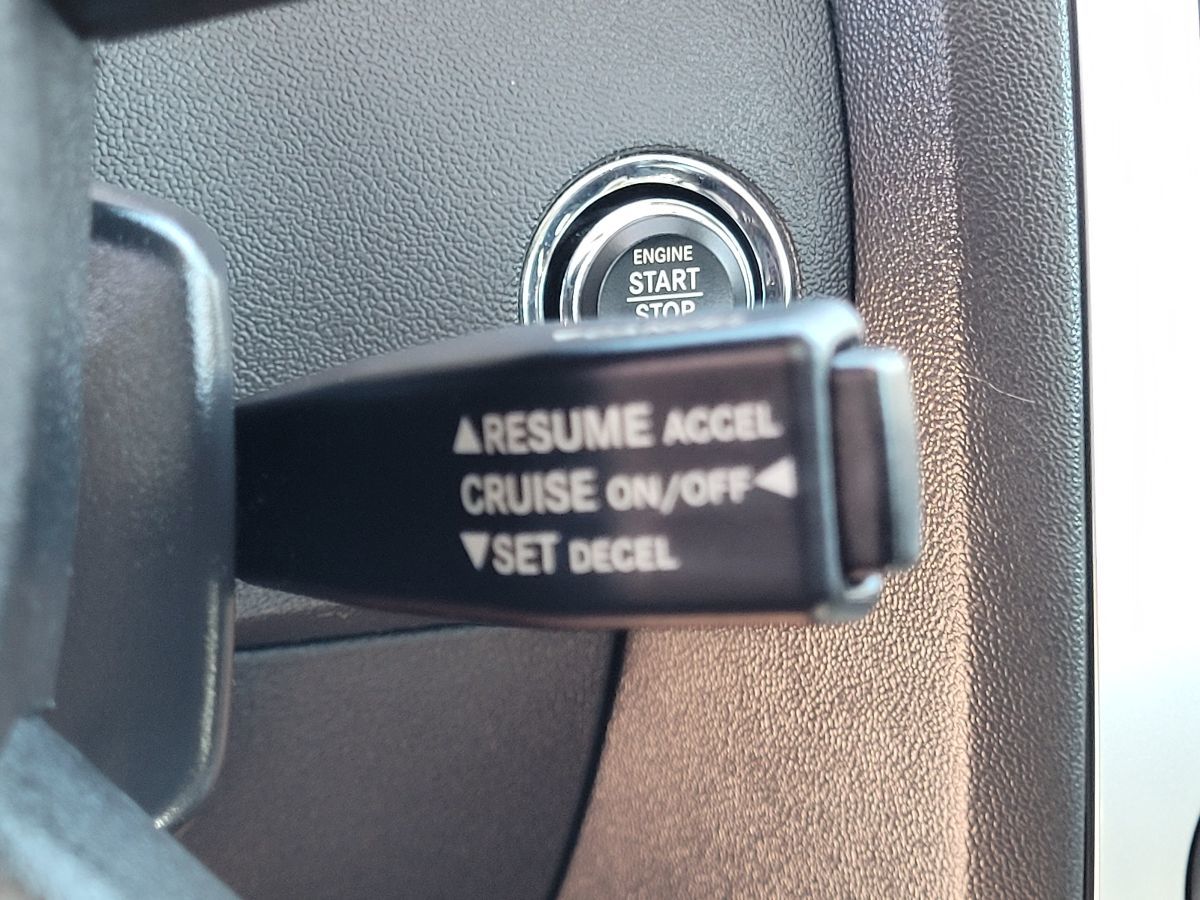 ENGINE
START
STOP
▲RESUME ACCEL
CRUISE ON/OFF◀
▼SET DECEL